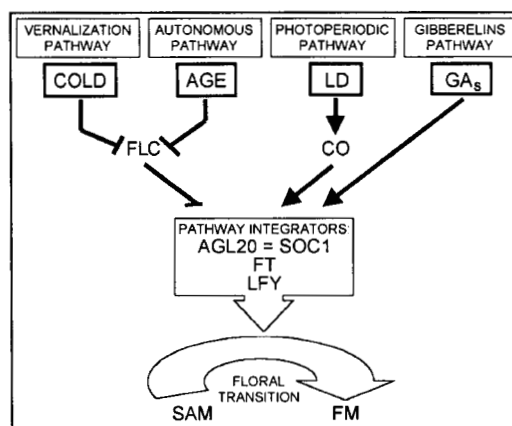 VERNALIZATION PATHWAY
AUTONOMOUS PATHWAY
PHOTOPERIODIC PATHWAY
GIBBERELINS PATHWAY
COLD
AGE
LD
GAs
FLC
CO
PATHWAY INTEGRATORS:
AGL20 = SOC1
FT
LFY
FLORAL
TRANSITION
SAM
FM